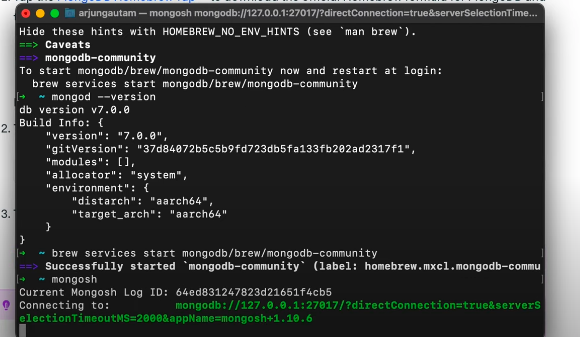 arjungautam — mongosh mongodb://127.0.0.1:27017/?directConnection=true&serverSelectionTime...
Hide these hints with HOMEBREW_NO_ENV_HINTS (see `man brew`).
==> Caveats
==> mongodb-community
To start mongodb/brew/mongodb-community now and restart at login:
brew services start mongodb/brew/mongodb-community
➜ ~ mongod --version
db version v7.0.0
Build Info: {
"version": "7.0.0",
"gitVersion": "37d84072b5c5b9fd723db5fa133fb202ad2317f1",
"modules": [],
"allocator": "system",
"environment": {
"distarch": "aarch64",
"target_arch": "aarch64"
}
}
2.
3.
➜ ~ brew services start mongodb/brew/mongodb-community
==> Successfully started `mongodb-community` (label: homebrew.mxcl.mongodb-commu
➜ ~ mongosh
Current Mongosh Log ID: 64ed831247823d21651f4cb5
Connecting to: mongodb://127.0.0.1:27017/?directConnection=true&serverS
electionTimeoutMS=2000&appName=mongosh+1.10.6